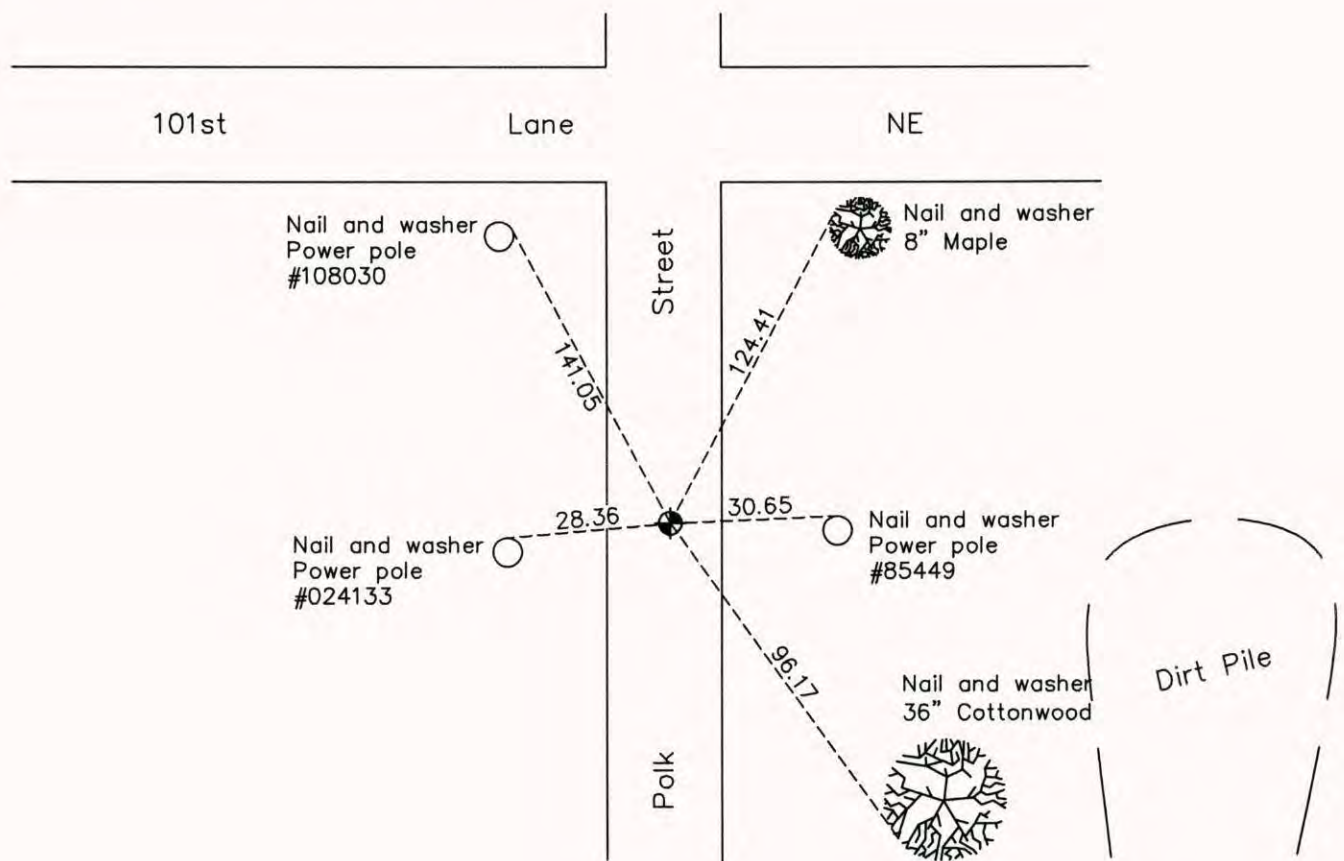 101st Lane NE
Nail and washer
Power pole
#108030
Street
Nail and washer
8" Maple
141.05
124.41
28.36
30.65
Nail and washer
Power pole
#024133
Nail and washer
Power pole
#85449
96.17
Nail and washer
36" Cottonwood
Dirt Pile
Polk